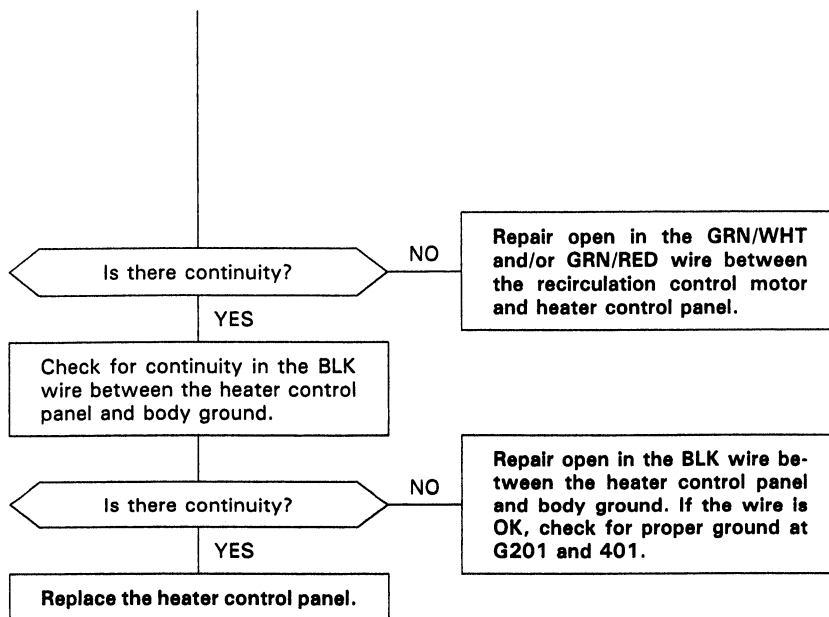 Is there continuity?
NO
Repair open in the GRN/WHT
and/or GRN/RED wire between
the recirculation control motor
and heater control panel.
YES
Check for continuity in the BLK
wire between the heater control
panel and body ground.
Is there continuity?
NO
Repair open in the BLK wire be-
tween the heater control panel
and body ground. If the wire is
OK, check for proper ground at
G201 and 401.
YES
Replace the heater control panel.